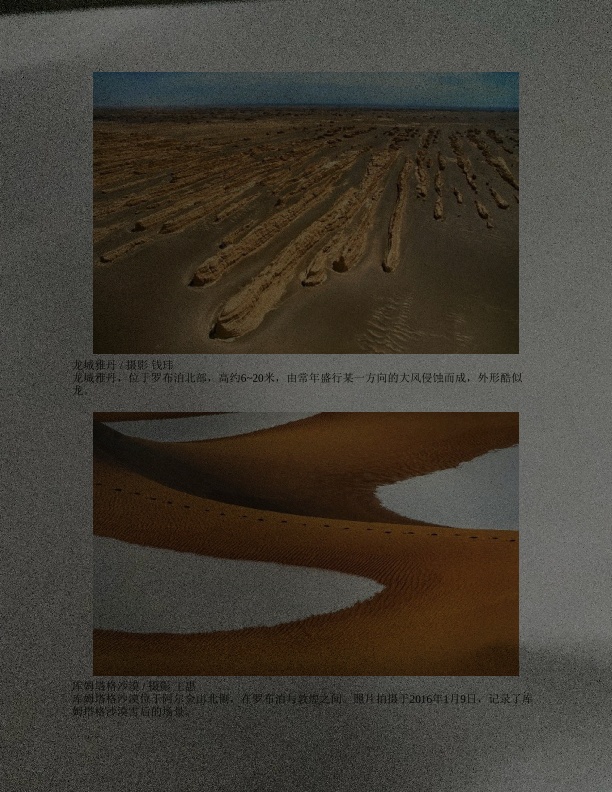 龙城雅丹 / 摄影 钱玮
龙城雅丹，位于罗布泊北部，高约6~20米，由常年盛行某一方向的大风侵蚀而成，外形酷似
龙。
库姆塔格沙漠 / 摄影 王惠
库姆塔格沙漠位于阿尔金山北侧，在罗布泊与敦煌之间。照片拍摄于2016年1月9日，记录了库
姆塔格沙漠雪后的场景。